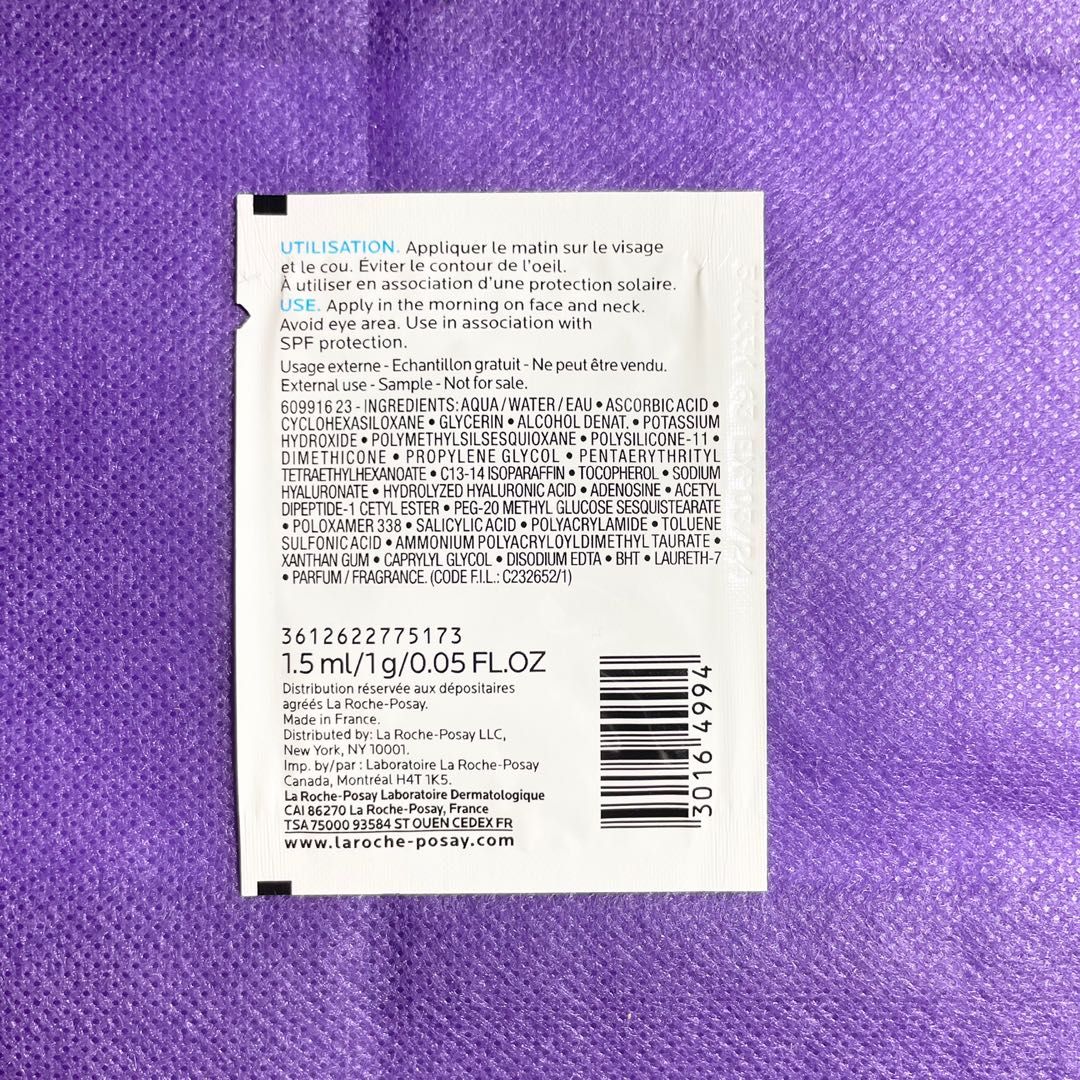 UTILISATION. Appliquer le matin sur le visage
et le cou. Éviter le contour de l'oeil.
À utiliser en association d'une protection solaire.
USE. Apply in the morning on face and neck.
Avoid eye area. Use in association with
SPF protection.
Usage externe - Echantillon gratuit - Ne peut être vendu.
External use - Sample - Not for sale.
609916 23 - INGREDIENTS: AQUA / WATER / EAU • ASCORBIC ACID •
CYCLOHEXASILOXANE • GLYCERIN • ALCOHOL DENAT. • POTASSIUM
HYDROXIDE • POLYMETHYLSILSESQUIOXANE • POLYSILICONE-11 •
DIMETHICONE • PROPYLENE GLYCOL • PENTAERYTHRITYL
TETRAETHYLHEXANOATE • C13-14 ISOPARAFFIN • TOCOPHEROL • SODIUM
HYALURONATE • HYDROLYZED HYALURONIC ACID • ADENOSINE • ACETYL
DIPEPTIDE-1 CETYL ESTER • PEG-20 METHYL GLUCOSE SESQUISTEARATE
• POLOXAMER 338 • SALICYLIC ACID • POLYACRYLAMIDE • TOLUENE
SULFONIC ACID • AMMONIUM POLYACRYLOYLDIMETHYL TAURATE •
XANTHAN GUM • CAPRYLYL GLYCOL • DISODIUM EDTA • BHT • LAURETH-7
• PARFUM / FRAGRANCE. (CODE F.I.L.: C232652/1)
3612622775173
1.5 ml/1 g/0.05 FL.OZ
Distribution réservée aux dépositaires
agréés La Roche-Posay.
Made in France.
Distributed by: La Roche-Posay LLC,
New York, NY 10001.
Imp. by/par : Laboratoire La Roche-Posay
Canada, Montréal H4T 1K5.
La Roche-Posay Laboratoire Dermatologique
CAI 86270 La Roche-Posay, France
TSA 75000 93584 ST OUEN CEDEX FR
www.laroche-posay.com
3016 4994